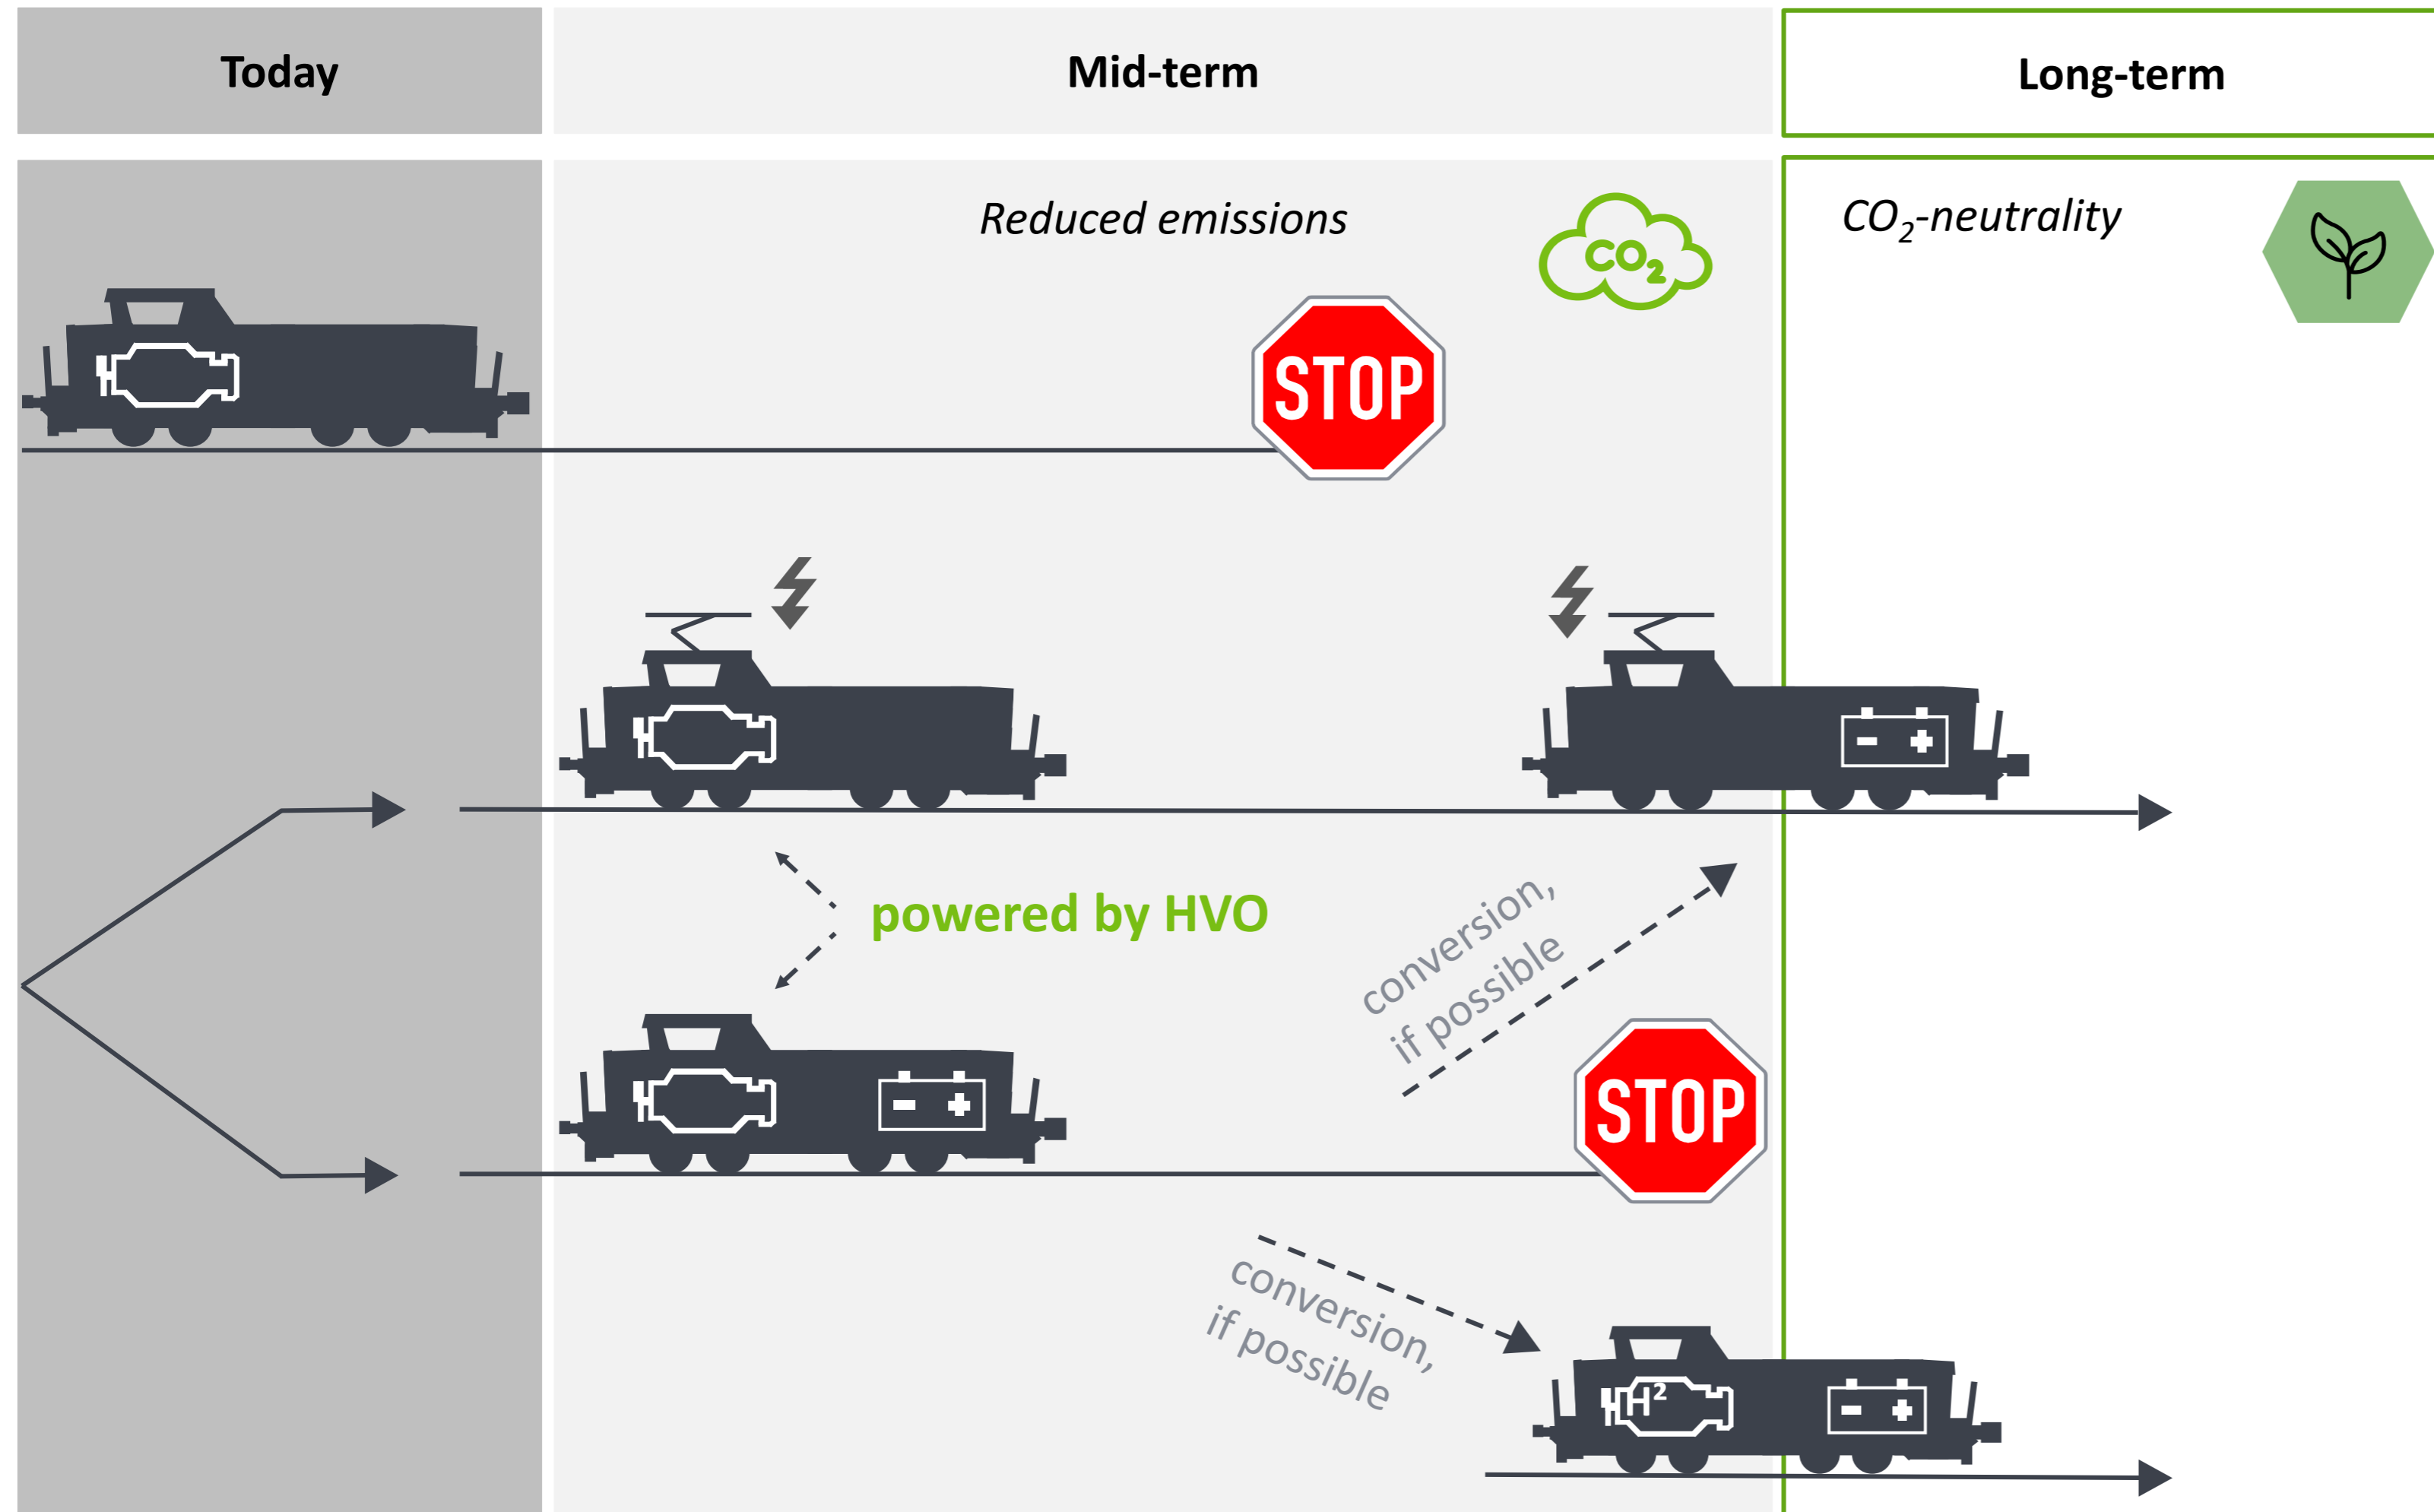 Today
Mid-term
Long-term
Reduced emissions
CO₂
CO₂-neutrality
STOP
powered by HVO
conversion,
if possible
- +
- +
STOP
conversion,
if possible
H²
- +